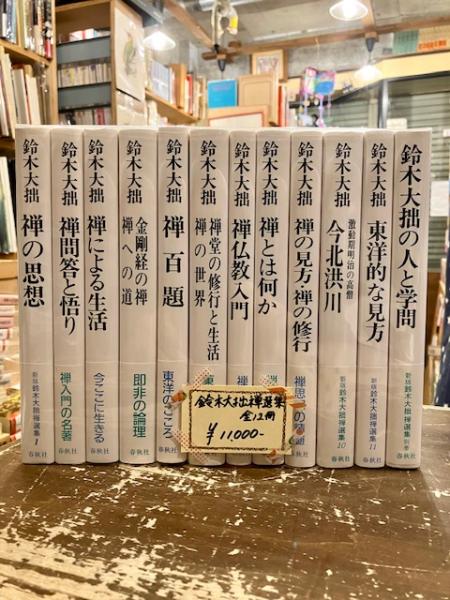 鈴木大拙
禅の思想
新版鈴木大拙禅選集 1
春秋社
鈴木大拙
禅問答と悟り
禅入門の名著
春秋社
鈴木大拙
禅による生活
今ここに生きる
春秋社
鈴木大拙
金剛経の禅
禅への道
即非の論理
春秋社
鈴木大拙
禅百題
東洋のこころ
春秋社
鈴木大拙
禅堂の修行と生活
禅の世界
鈴木大拙
禅仏教入門
鈴木大拙
禅とは何か
鈴木大拙
禅の見方・禅の修行
禅思想
春秋社
鈴木大拙
激動期明治の高僧
今北洪川
新版鈴木大拙禅選集 10
春秋社
鈴木大拙
東洋的な見方
新版鈴木大拙禅選集 11
春秋社
鈴木大拙の人と学問
新版鈴木大拙禅選集 別巻
春秋社
鈴木大拙禅選集
全12冊
¥11000-